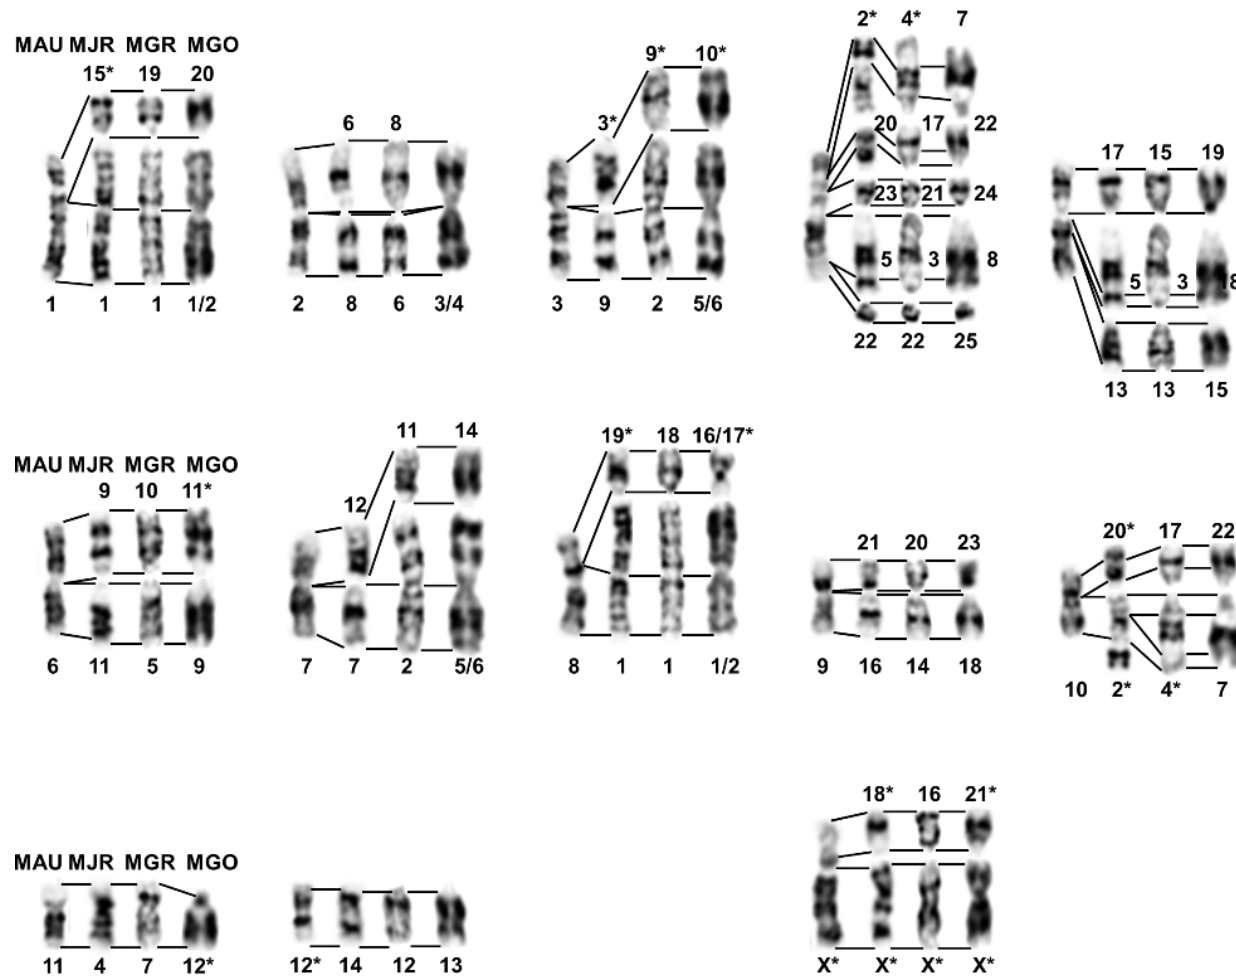 2* 4* 7
MAU MJR MGR MGO
15* 19 20
9* 10*
6 8
3*
20 17 22
17 15 19
23 21 24
5 3 8
5 3 18
1 1 1 1/2
2 8 6 3/4
3 9 2 5/6
22 22 25
13 13 15
MAU MJR MGR MGO
9 10 11*
11 14
12
19* 18 16/17*
21 20 23
20* 17 22
6 11 5 9
7 7 2 5/6
8 1 1 1/2
9 16 14 18
10 2* 4* 7
18* 16 21*
MAU MJR MGR MGO
11 4 7 12*
12* 14 12 13
X* X* X* X*